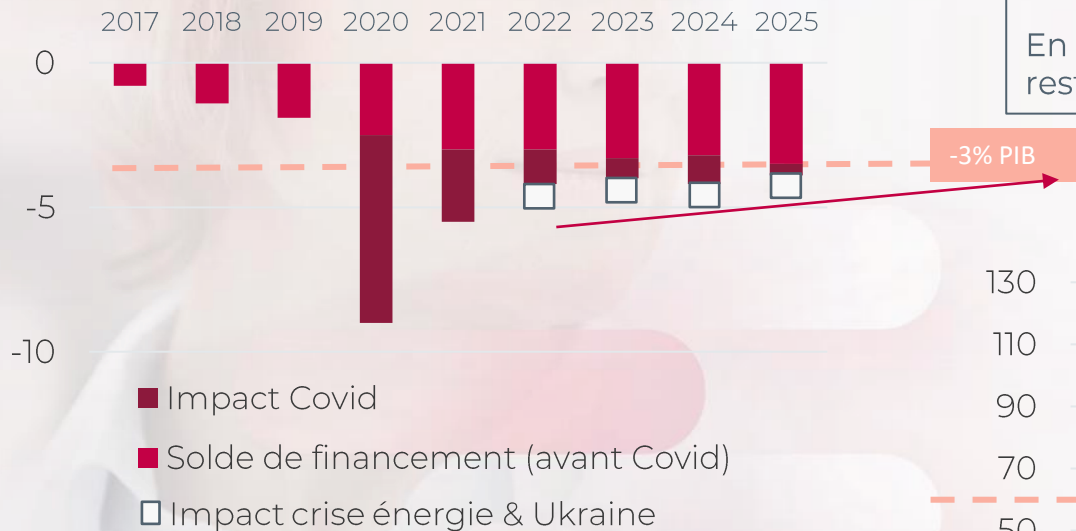 2017 2018 2019 2020 2021 2022 2023 2024 2025
0
-5
-10
Impact Covid
Solde de financement (avant Covid)
Impact crise énergie & Ukraine
En
-3% PIB
130
110
90
70
50